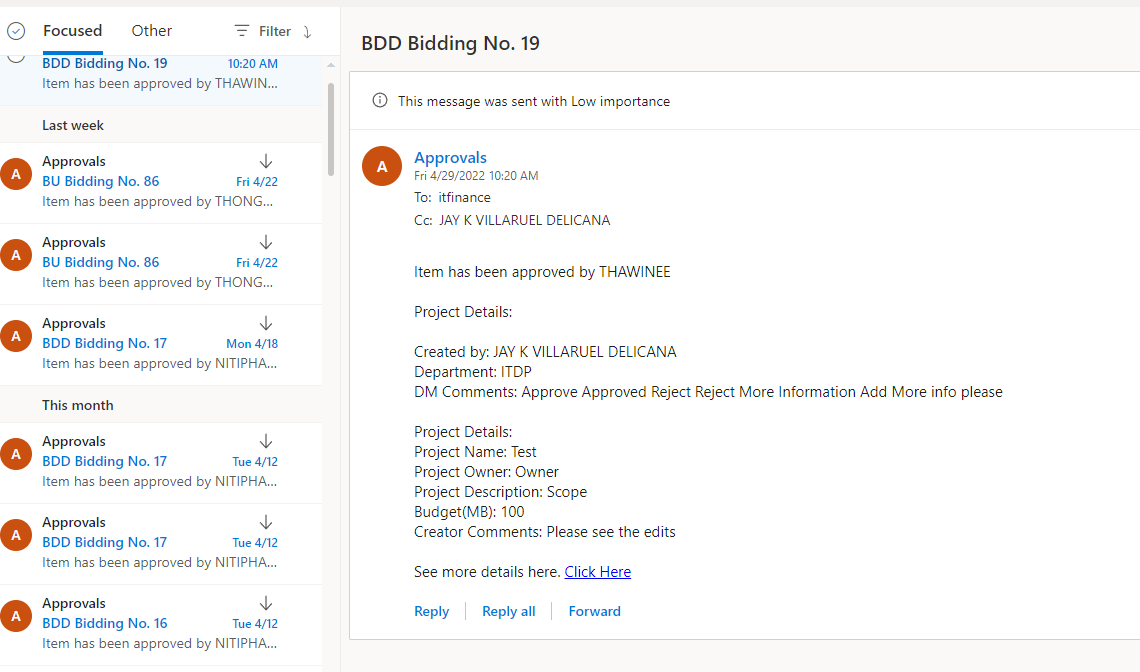 Focused Other Filter
BDD Bidding No. 19 10:20 AM
Item has been approved by THAWIN...
Last week
A
Approvals
BU Bidding No. 86 Fri 4/22
Item has been approved by THONG...
A
Approvals
BU Bidding No. 86 Fri 4/22
Item has been approved by THONG...
A
Approvals
BDD Bidding No. 17 Mon 4/18
Item has been approved by NITIPHA...
This month
A
Approvals
BDD Bidding No. 17 Tue 4/12
Item has been approved by NITIPHA...
A
Approvals
BDD Bidding No. 17 Tue 4/12
Item has been approved by NITIPHA...
A
Approvals
BDD Bidding No. 16 Tue 4/12
Item has been approved by NITIPHA...
BDD Bidding No. 19
This message was sent with Low importance
A
Approvals
Fri 4/29/2022 10:20 AM
To: itfinance
Cc: JAY K VILLARUEL DELICANA
Item has been approved by THAWINEE
Project Details:
Created by: JAY K VILLARUEL DELICANA
Department: ITDP
DM Comments: Approve Approved Reject Reject More Information Add More info please
Project Details:
Project Name: Test
Project Owner: Owner
Project Description: Scope
Budget(MB): 100
Creator Comments: Please see the edits
See more details here. Click Here
Reply Reply all Forward